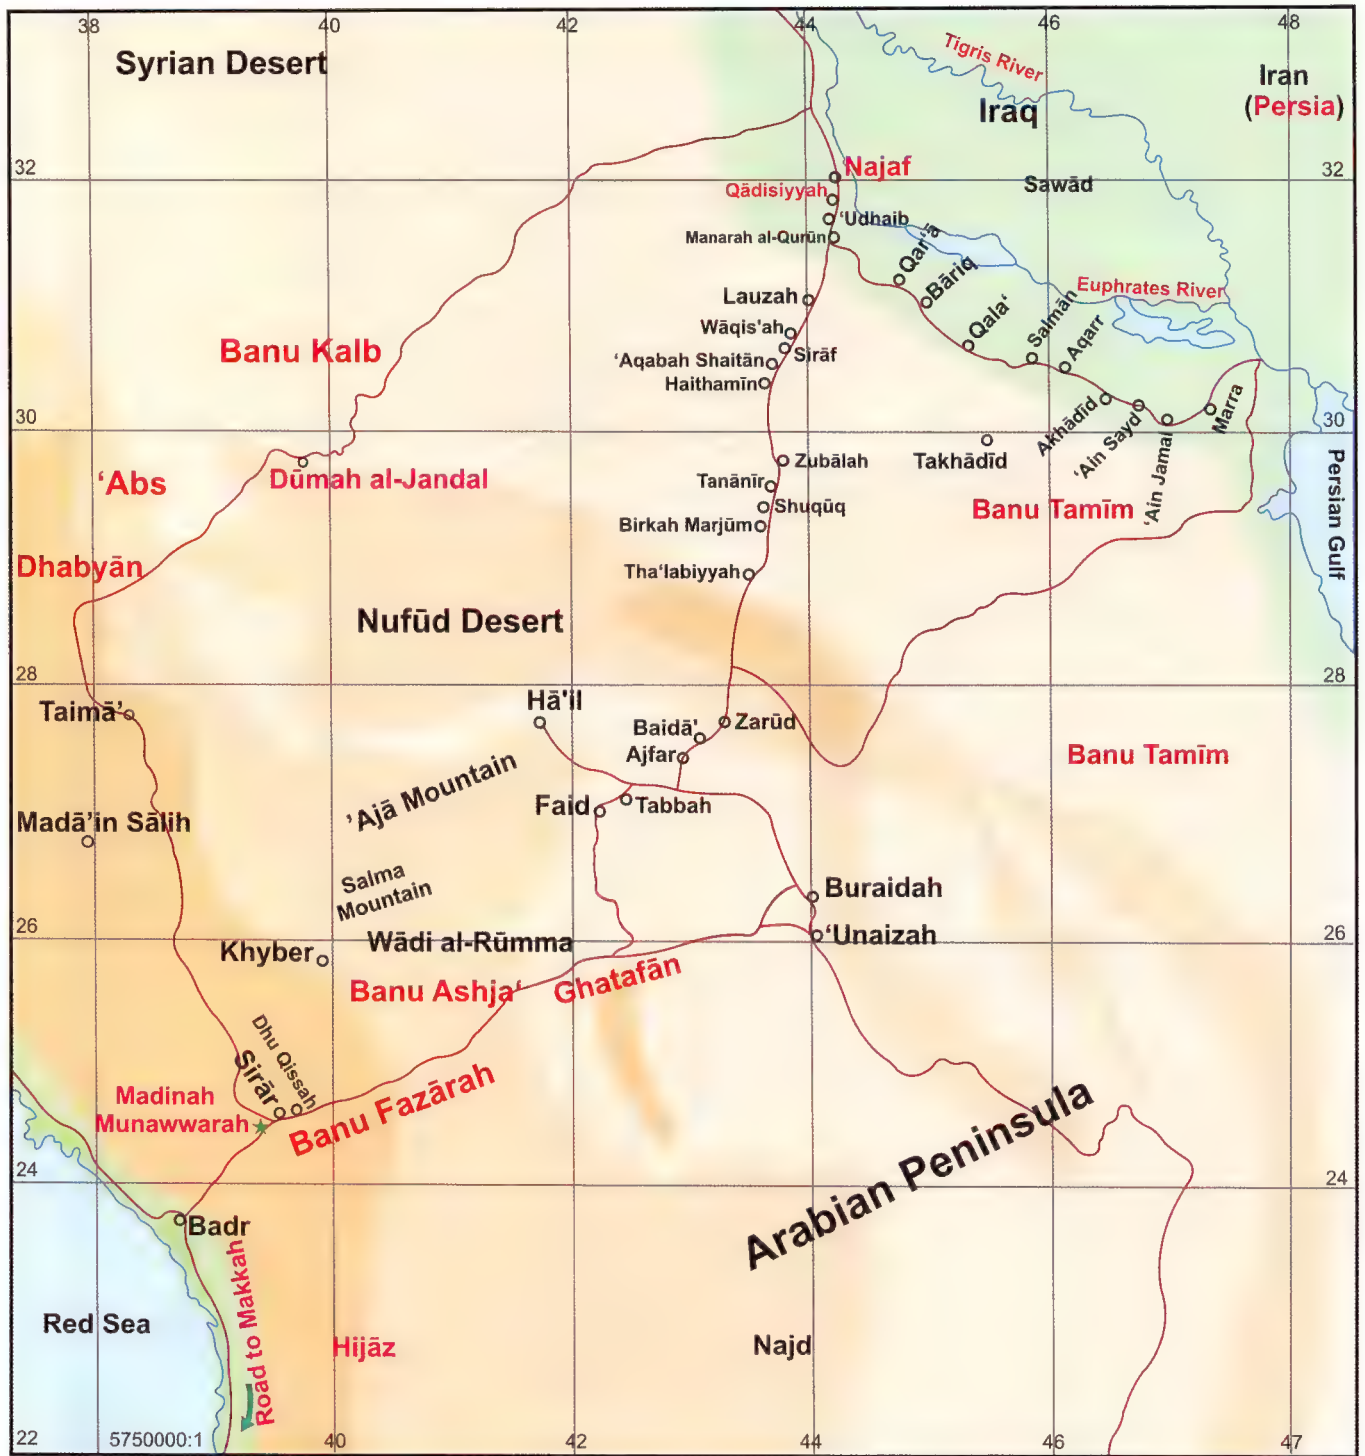 38
40
42
44
46
48
Syrian Desert
Tigris River
Iran
(Persia)
Iraq
32
Najaf
32
Qādisiyyah
Sawād
‘Udhaib
Manarah al-Qurūn
Qar‘ā
Bāriq
Euphrates River
Lauzah
Qala‘
Salmān
Aqarr
Wāqis'ah
Sirāf
Banu Kalb
‘Aqabah Shaitān
Haithamīn
Akhādīd
‘Ain Sayd
‘Ain Jamal
Marra
30
30
Zubālah
Takhādīd
Persian Gulf
‘Abs
Dūmah al-Jandal
Tanānīr
Shuqūq
Banu Tamīm
Birkah Marjūm
Dhabyān
Tha‘labiyyah
Nufūd Desert
28
28
Hā'il
Taimā’
Baidā'
Zarūd
Ajfar
Banu Tamīm
’Ajā Mountain
Faid
Tabbah
Madā’in Sālih
Salma
Mountain
Buraidah
26
Khyber
Wādi al-Rūmma
‘Unaizah
26
Banu Ashja‘
Ghatafān
Dhu Qissah
Sirār
Madinah
Munawwarah
Banu Fazārah
Arabian Peninsula
24
24
Badr
Road to Makkah
Red Sea
Hijāz
Najd
22
5750000:1
40
42
44
46
47